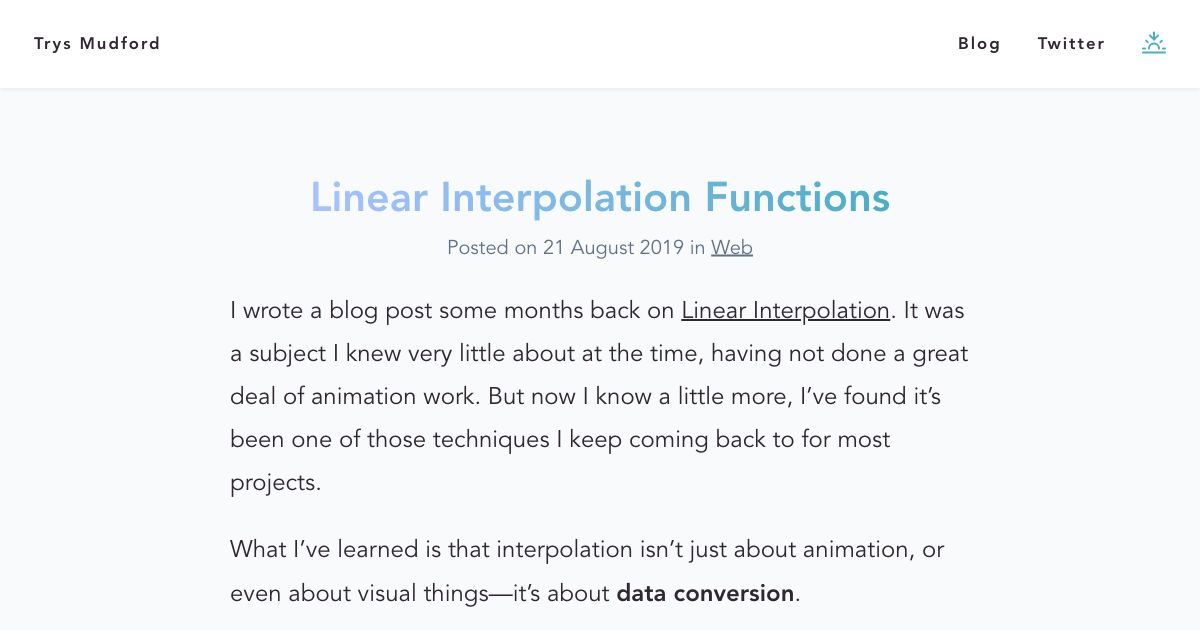 Trys Mudford
Blog
Twitter
Linear Interpolation Functions
Posted on 21 August 2019 in Web
I wrote a blog post some months back on Linear Interpolation. It was
a subject I knew very little about at the time, having not done a great
deal of animation work. But now I know a little more, I’ve found it’s
been one of those techniques I keep coming back to for most
projects.
What I’ve learned is that interpolation isn’t just about animation, or
even about visual things—it’s about data conversion.